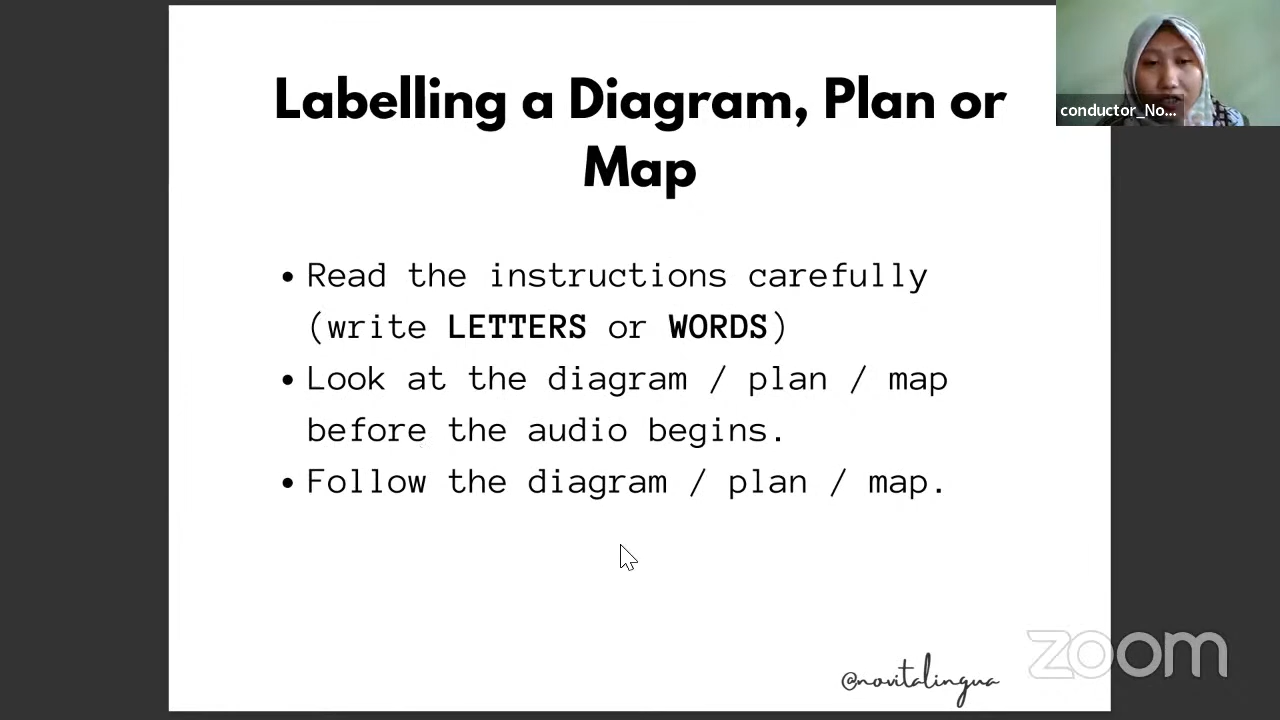 Labelling a Diagram, Plan or
Map
conductor_No...
• Read the instructions carefully
(write LETTERS or WORDS)
• Look at the diagram / plan / map
before the audio begins.
• Follow the diagram / plan / map.
@novitalingua
zoom